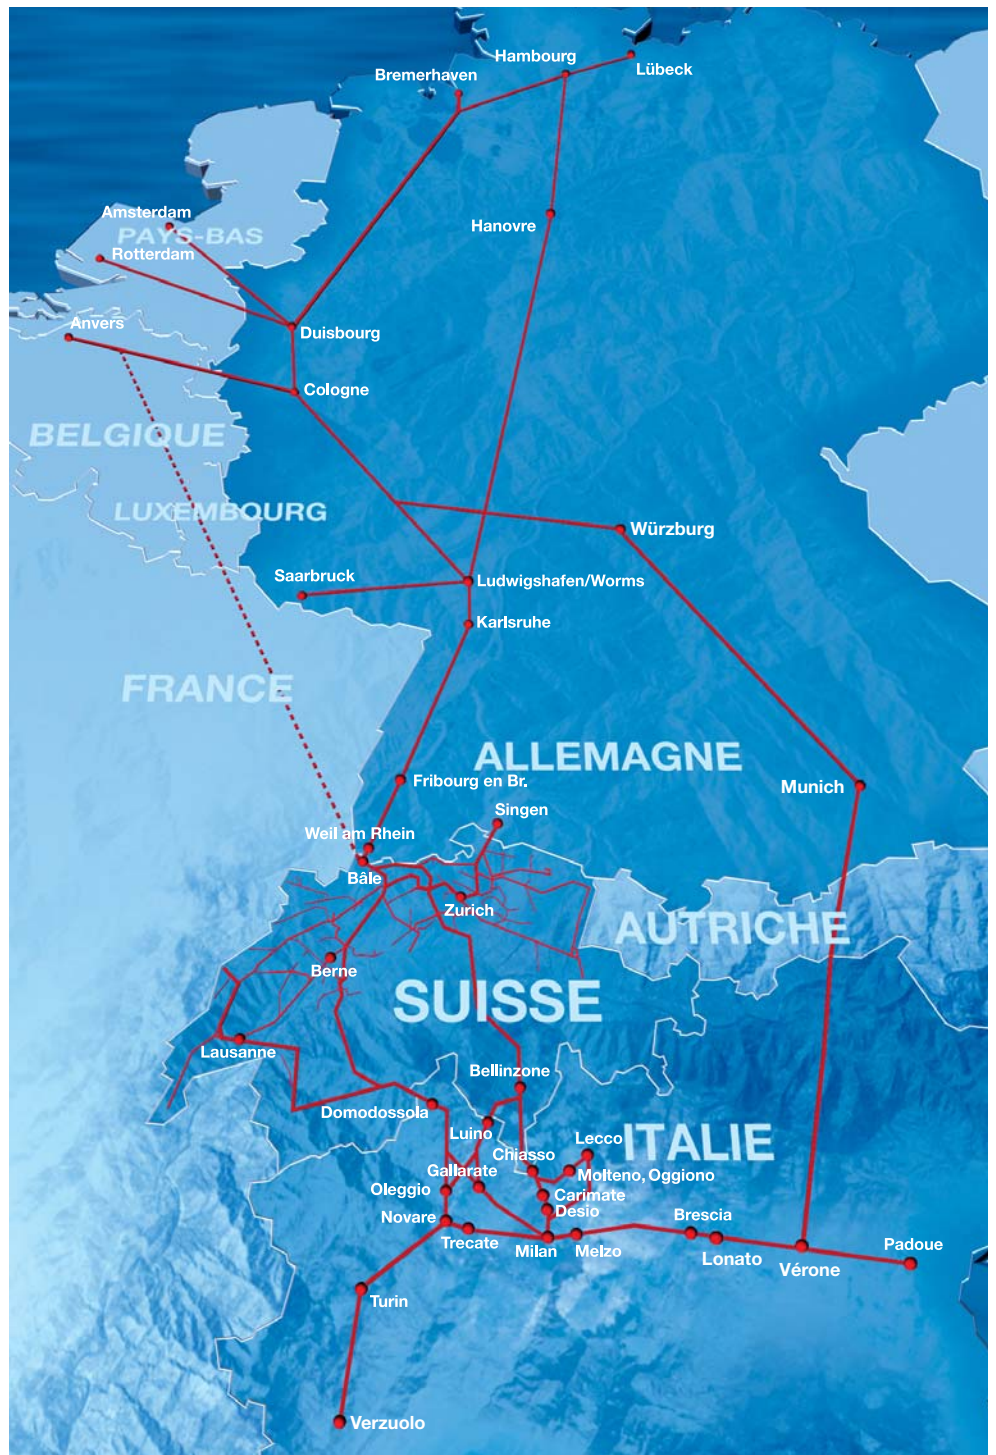 Hambourg
Lübeck
Bremerhaven
Amsterdam
PAYS-BAS
Hanovre
Rotterdam
Anvers
Duisbourg
Cologne
BELGIQUE
LUXEMBOURG
Würzburg
Saarbruck
Ludwigshafen/Worms
Karlsruhe
FRANCE
ALLEMAGNE
Fribourg en Br.
Munich
Singen
Weil am Rhein
Bâle
Zurich
AUTRICHE
Berne
SUISSE
Lausanne
Bellinzone
Domodossola
Luino
ITALIE
Lecco
Chiasso
Gallarate
Molteno, Oggiono
Oleggio
Carimate
Desio
Novare
Brescia
Trecate
Milan
Melzo
Lonato
Padoue
Vérone
Turin
Verzuolo